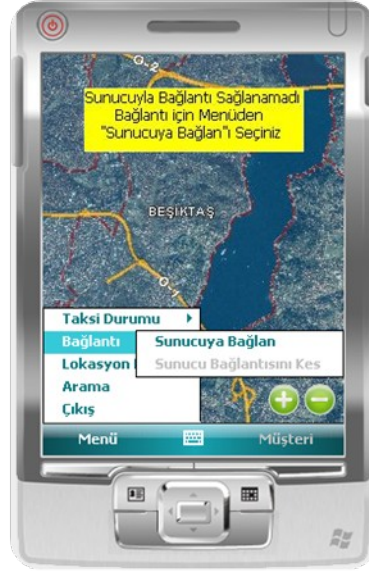 O-2
Sunucuyla Bağlantı Sağlanamadı
Bağlantı için Menüden
"Sunucuya Bağlan"ı Seçiniz
BEŞİKTAŞ
O-1
Taksi Durumu
Bağlantı
Sunucuya Bağlan
Lokasyon
Sunucu Bağlantısını Kes
Arama
Çıkış
Menü
Müşteri